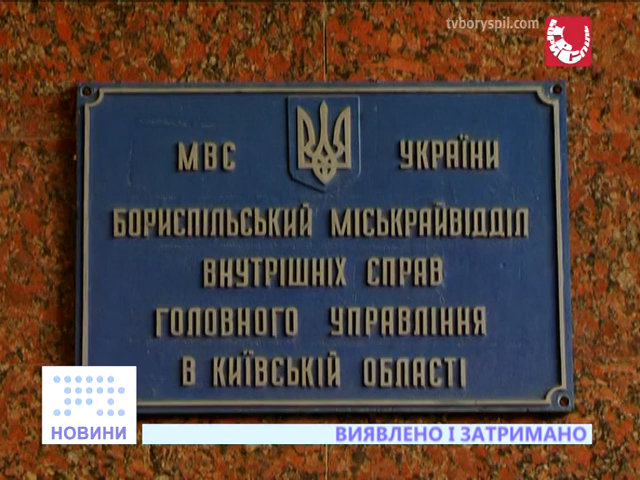 tvboryspil.com
МВС УКРАЇНИ
БОРИСПІЛЬСЬКИЙ МІСЬКРАЙВІДДІЛ
ВНУТРІШНІХ СПРАВ
ГОЛОВНОГО УПРАВЛІННЯ
В КИЇВСЬКІЙ ОБЛАСТІ
НОВИНИ
ВИЯВЛЕНО І ЗАТРИМАНО